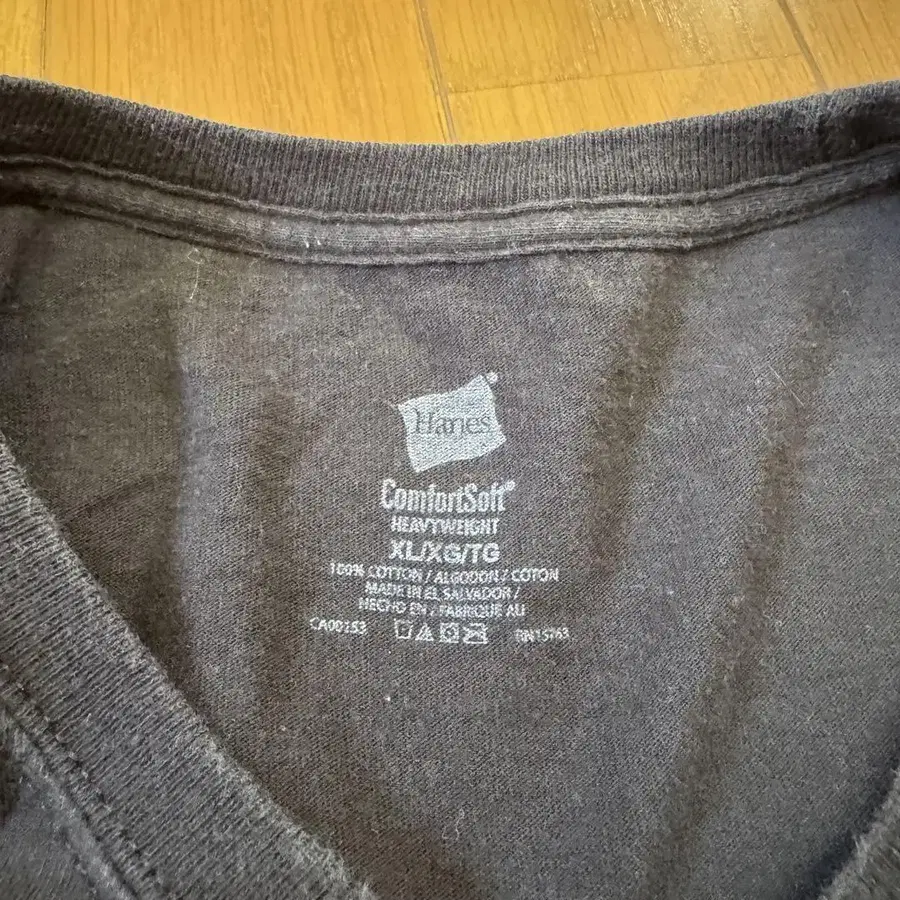 Hanes®
ComfortSoft®
HEAVYWEIGHT
XL/XG/TG
100% COTTON / ALGODON / COTON
MADE IN EL SALVADOR /
HECHO EN / FABRIQUE AU
CA00153 RN15763